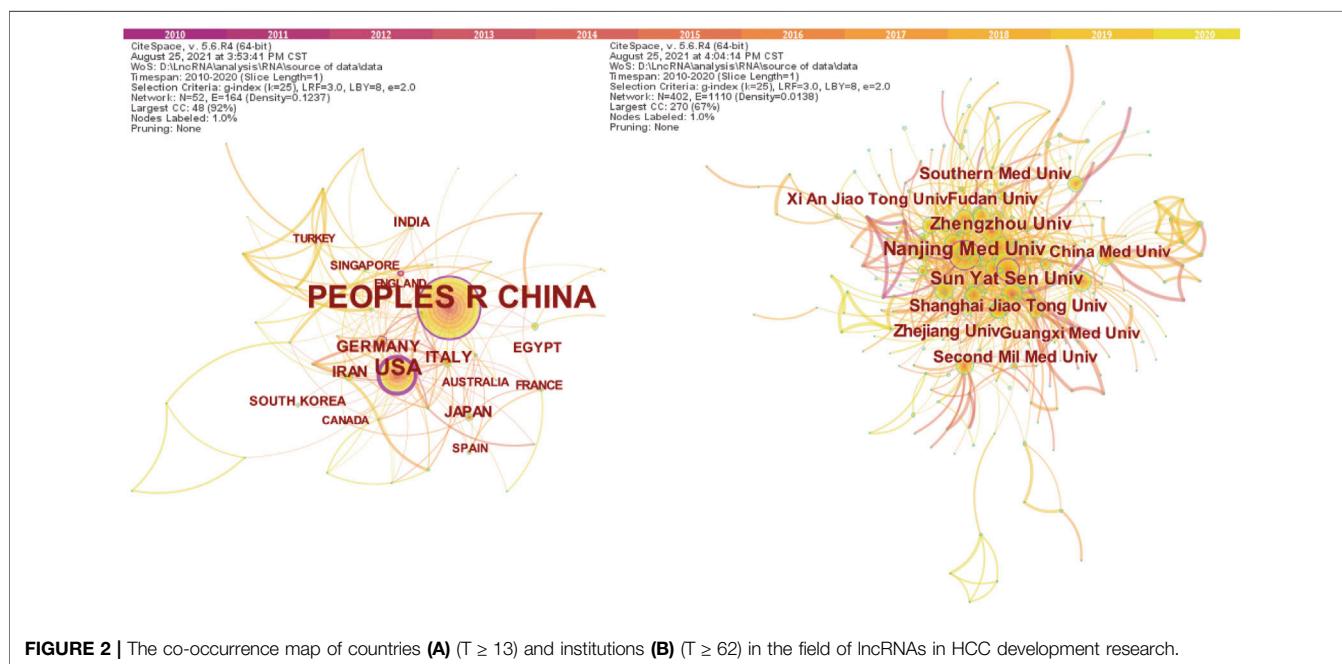 2010 2011 2012 2013 2014 2015 2016 2017 2018 2019 2020
CiteSpace, v. 5.6.R4 (64-bit)
August 25, 2021 at 3:53:41 PM CST
WoS: D:\LncRNA\analysis\RNA\source of data\data
Timespan: 2010-2020 (Slice Length=1)
Selection Criteria: g-index (k=25), LRF=3.0, LBY=8, e=2.0
Network: N=52, E=164 (Density=0.1237)
Largest CC: 48 (92%)
Nodes Labeled: 1.0%
Pruning: None
INDIA
TURKEY
SINGAPORE
ENGLAND
PEOPLES R CHINA
GERMANY
ITALY
EGYPT
IRAN
USA
AUSTRALIA
FRANCE
SOUTH KOREA
JAPAN
CANADA
SPAIN
CiteSpace, v. 5.6.R4 (64-bit)
August 25, 2021 at 4:04:14 PM CST
WoS: D:\LncRNA\analysis\RNA\source of data\data
Timespan: 2010-2020 (Slice Length=1)
Selection Criteria: g-index (k=25), LRF=3.0, LBY=8, e=2.0
Network: N=402, E=1110 (Density=0.0138)
Largest CC: 270 (67%)
Nodes Labeled: 1.0%
Pruning: None
Southern Med Univ
Xi An Jiao Tong Univ
Fudan Univ
Zhengzhou Univ
Nanjing Med Univ
China Med Univ
Sun Yat Sen Univ
Shanghai Jiao Tong Univ
Zhejiang Univ
Guangxi Med Univ
Second Mil Med Univ
FIGURE 2 | The co-occurrence map of countries (A) (T ≥ 13) and institutions (B) (T ≥ 62) in the field of lncRNAs in HCC development research.